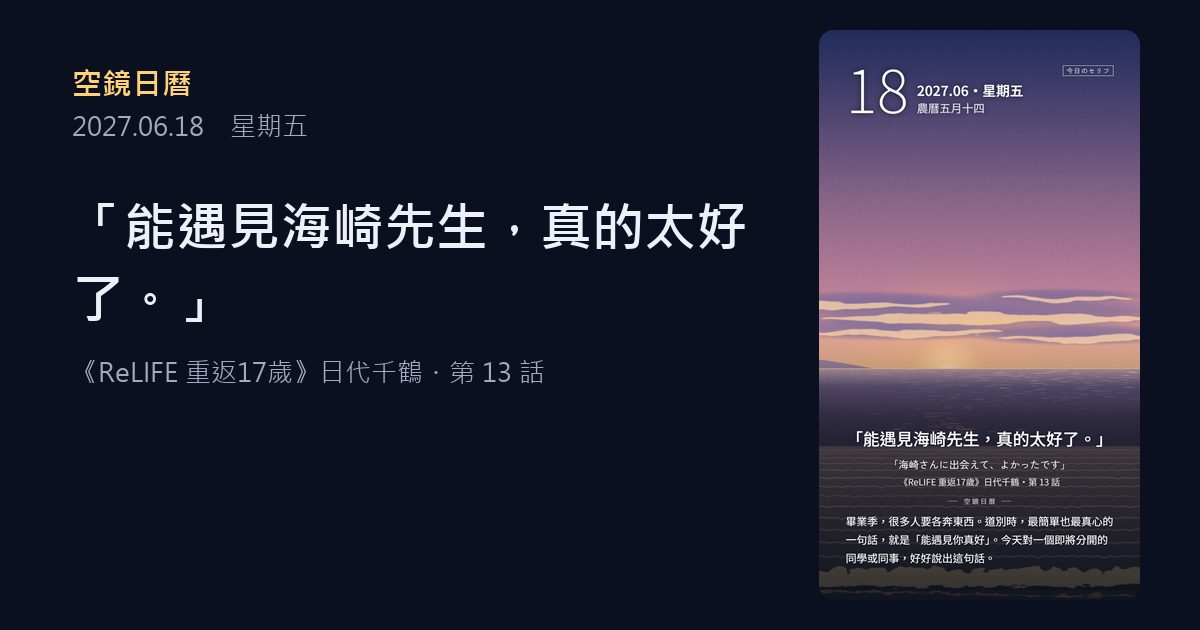 空鏡日曆
2027.06.18 星期五
「能遇見海崎先生，真的太好
了。」
《ReLIFE 重返17歲》日代千鶴・第 13 話
今日のセリフ
18
2027.06・星期五
農曆五月十四
「能遇見海崎先生，真的太好了。」
「海崎さんに出会えて、よかったです」
《ReLIFE 重返17歲》日代千鶴・第 13 話
— 空鏡日曆 —
畢業季，很多人要各奔東西。道別時，最簡單也最真心的
一句話，就是「能遇見你真好」。今天對一個即將分開的
同學或同事，好好說出這句話。